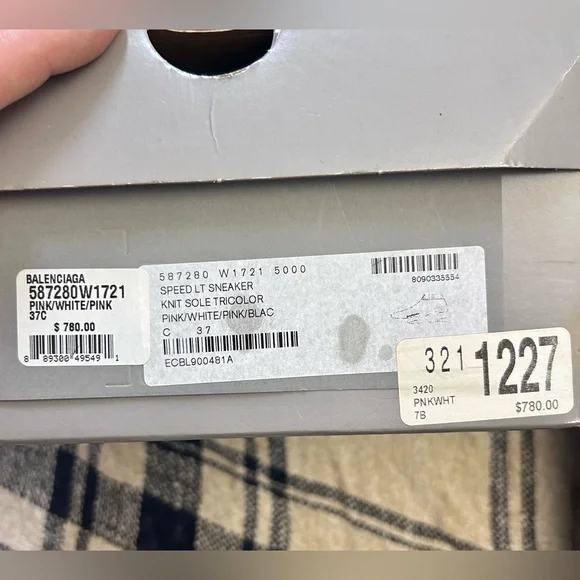 BALENCIAGA
587280W1721
PINK/WHITE/PINK
37C
$ 780.00
8 89300 49549 1
587280 W1721 5000
SPEED LT SNEAKER
KNIT SOLE TRICOLOR
PINK/WHITE/PINK/BLAC
C 37
ECBL900481A
8090335554
321 1227
3420
PNKWHT
7B
$780.00